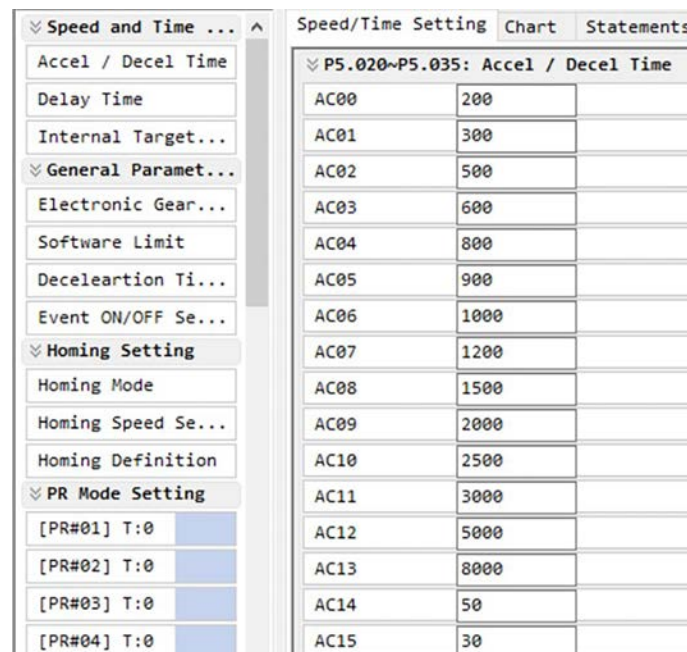 Speed and Time ...
Accel / Decel Time
Delay Time
Internal Target...
General Paramet...
Electronic Gear...
Software Limit
Deceleartion Ti...
Event ON/OFF Se...
Homing Setting
Homing Mode
Homing Speed Se...
Homing Definition
PR Mode Setting
[PR#01] T:0
[PR#02] T:0
[PR#03] T:0
[PR#04] T:0
Speed/Time Setting Chart Statements
P5.020~P5.035: Accel / Decel Time
AC00 200
AC01 300
AC02 500
AC03 600
AC04 800
AC05 900
AC06 1000
AC07 1200
AC08 1500
AC09 2000
AC10 2500
AC11 3000
AC12 5000
AC13 8000
AC14 50
AC15 30